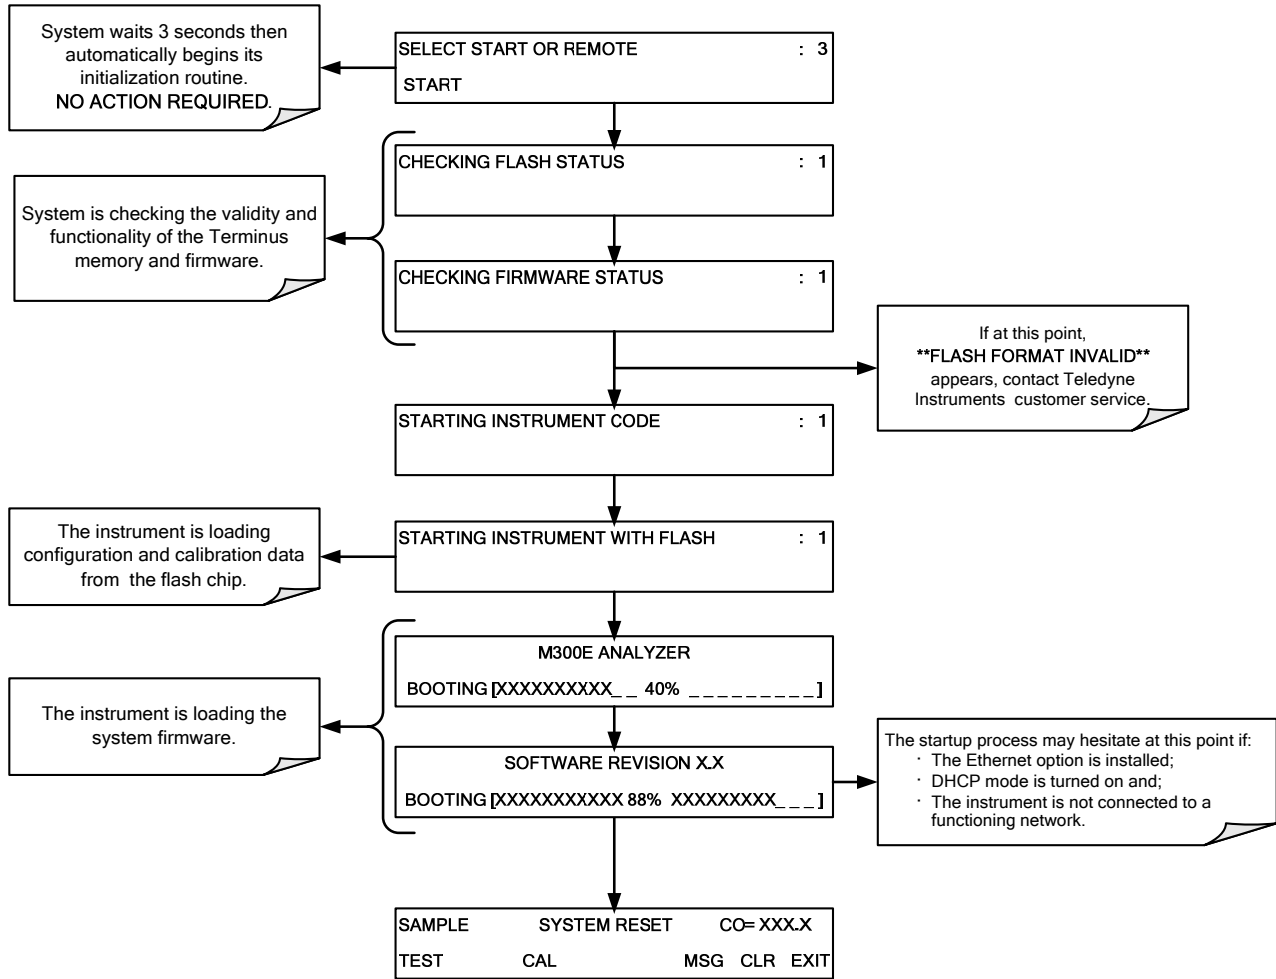 System waits 3 seconds then
automatically begins its
initialization routine.
NO ACTION REQUIRED.
SELECT START OR REMOTE : 3
START
CHECKING FLASH STATUS : 1
System is checking the validity and
functionality of the Terminus
memory and firmware.
CHECKING FIRMWARE STATUS : 1
If at this point,
**FLASH FORMAT INVALID**
appears, contact Teledyne
Instruments customer service.
STARTING INSTRUMENT CODE : 1
The instrument is loading
configuration and calibration data
from the flash chip.
STARTING INSTRUMENT WITH FLASH : 1
M300E ANALYZER
BOOTING [XXXXXXXXXX_ _ 40% _ _ _ _ _ _ _ _ _]
The instrument is loading the
system firmware.
SOFTWARE REVISION X.X
BOOTING [XXXXXXXXXXX 88% XXXXXXXXX_ _ _]
The startup process may hesitate at this point if:
· The Ethernet option is installed;
· DHCP mode is turned on and;
· The instrument is not connected to a
functioning network.
SAMPLE SYSTEM RESET CO= XXX.X
TEST CAL MSG CLR EXIT